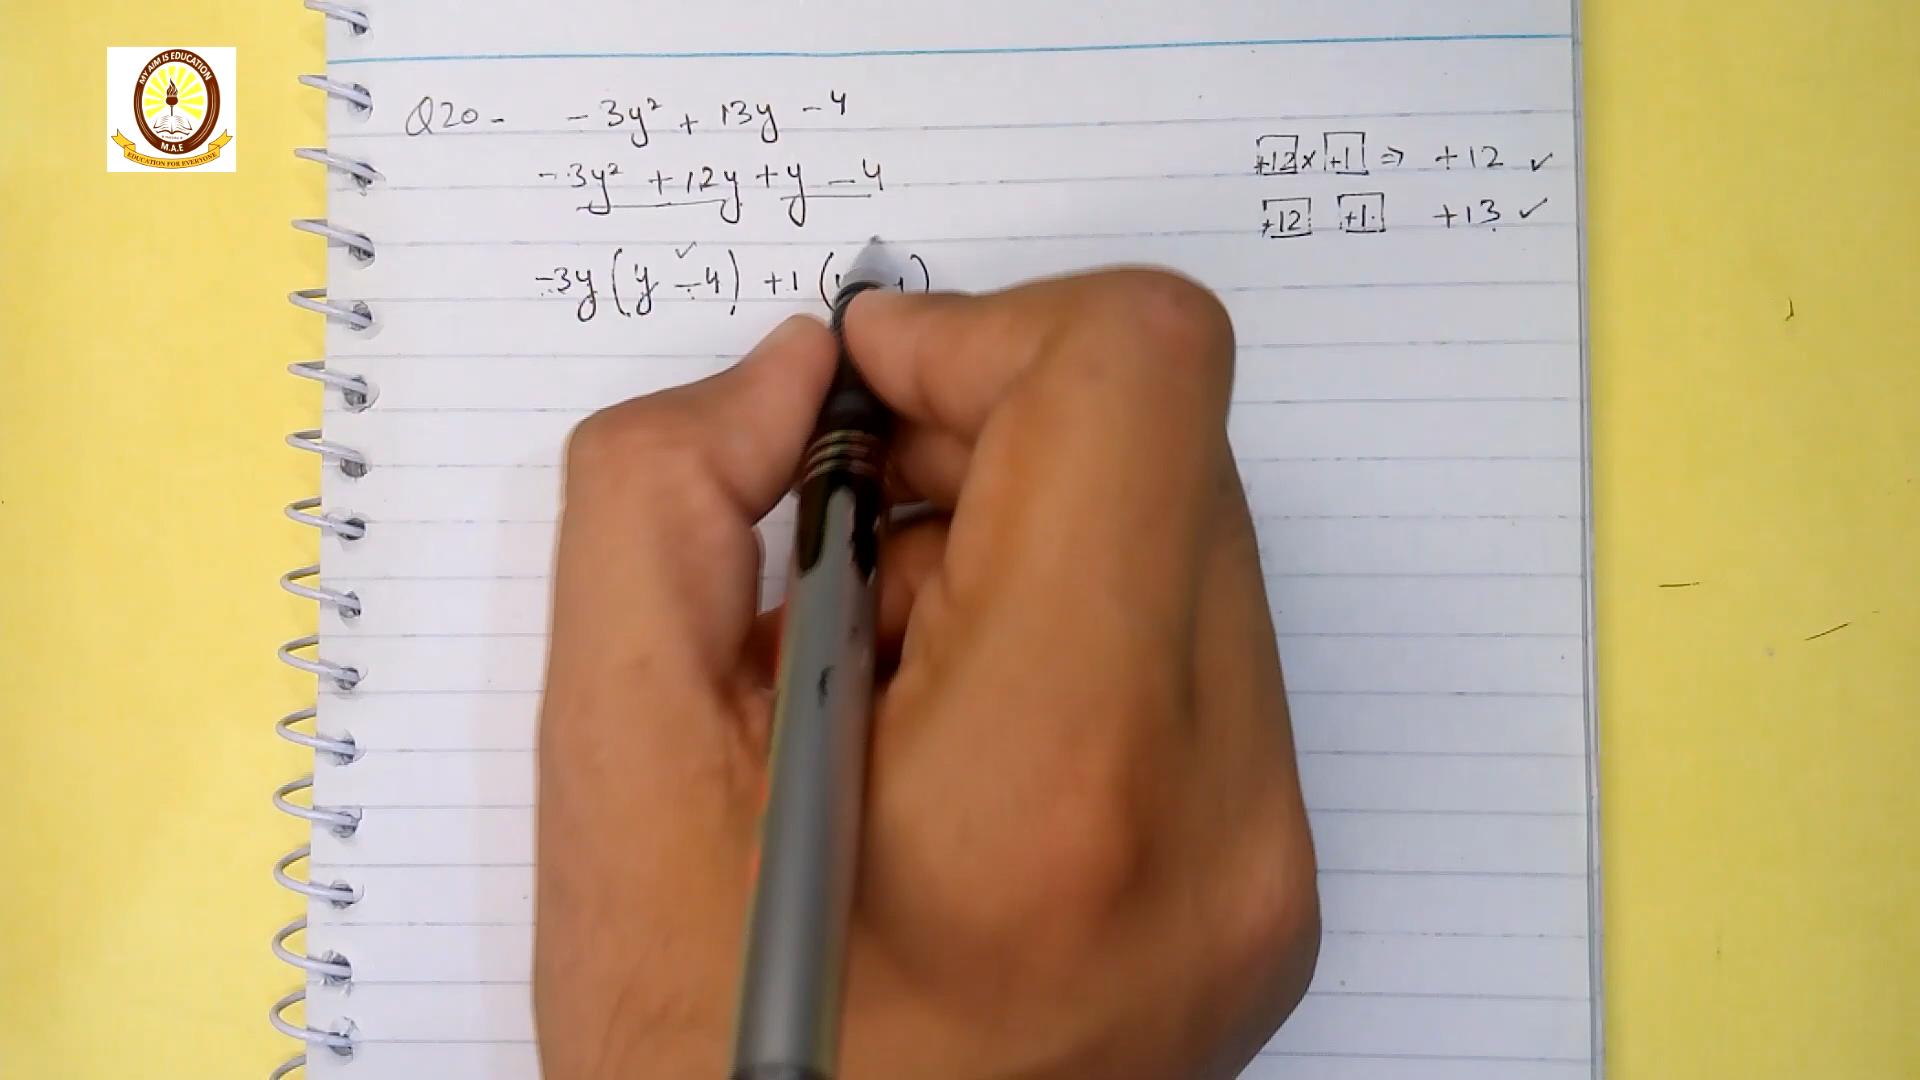 MY AIM IS EDUCATION
M.A.E
EDUCATION FOR EVERYONE
Q20 - -3y² + 13y - 4
-3y² + 12y + y - 4
-3y (y - 4) + 1 (
+12 × +1 ⇒ +12 ✓
+12 +1 +13 ✓